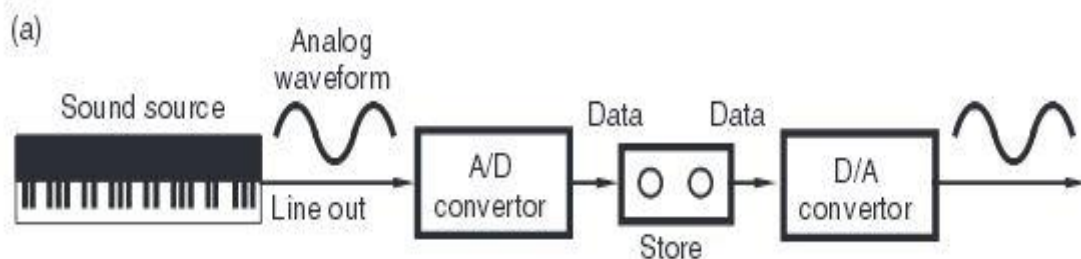 (a)
Analog
waveform
Sound source
Line out
A/D
convertor
Data
Store
Data
D/A
convertor